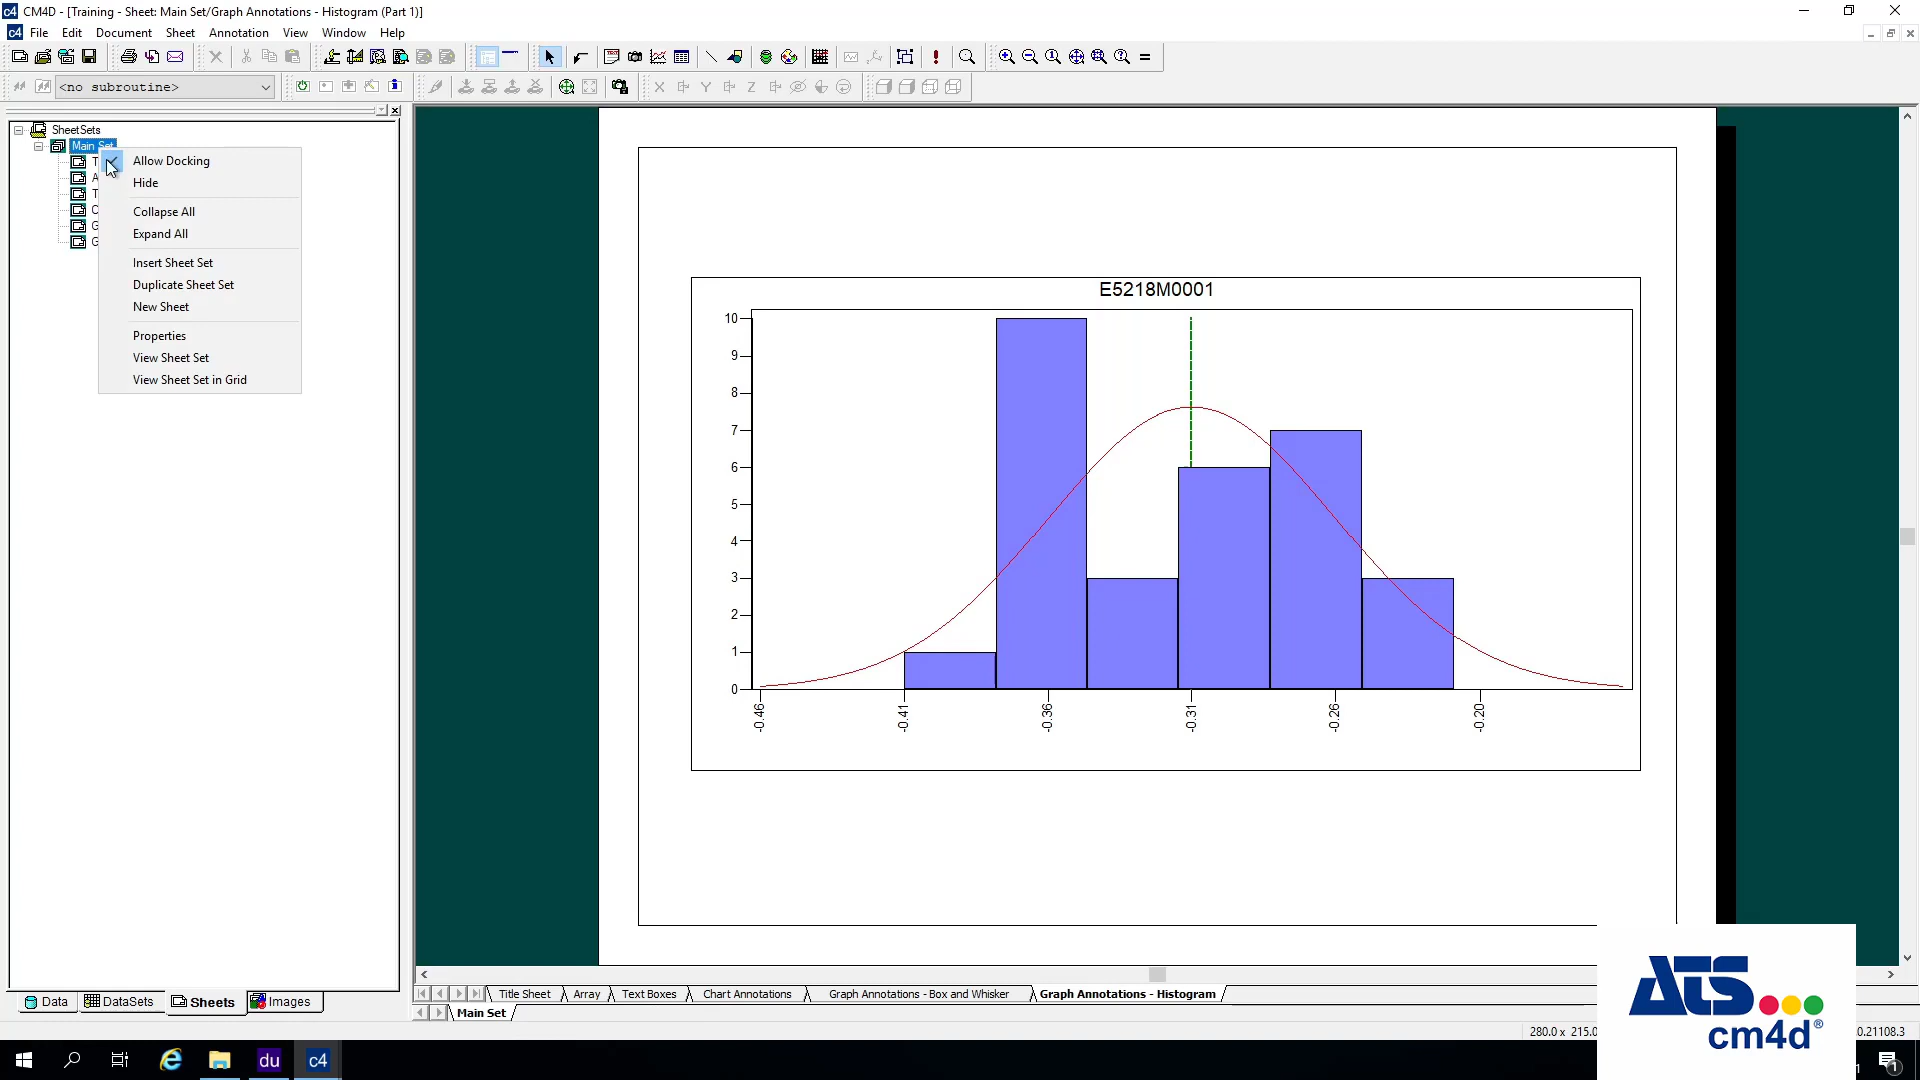 CM4D - [Training - Sheet: Main Set/Graph Annotations - Histogram (Part 1)]
File Edit Document Sheet Annotation View Window Help
<no subroutine>
SheetSets
Main Set
T
A
T
C
G
G
Allow Docking
Hide
Collapse All
Expand All
Insert Sheet Set
Duplicate Sheet Set
New Sheet
Properties
View Sheet Set
View Sheet Set in Grid
E5218M0001
10
9
8
7
6
5
4
3
2
1
0
-0.46 -0.41 -0.36 -0.31 -0.26 -0.20
Data DataSets Sheets Images
Title Sheet Array Text Boxes Chart Annotations Graph Annotations - Box and Whisker Graph Annotations - Histogram
Main Set
280.0 x 215.0 0.21108.3
ATS
cm4d®
du c4 1